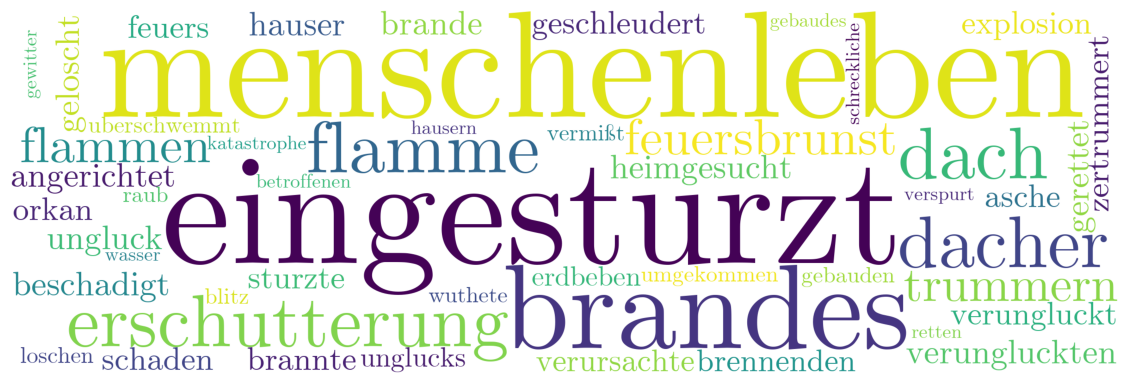 gewitter
geloscht
feuers
hauser
brande
geschleudert
gebaudes
schreckliche
explosion
menschenleben
zertrummert
uberschwemmt
katastrophe
hausern
vermißt
flammen
flamme
feuersbrunst
dach
gerettet
angerichtet
betroffenen
heimgesucht
verspurt
asche
raub
orkan
eingesturzt
ungluck
wasser
dacher
beschadigt
sturzte
erdbeben
umgekommen
gebauden
blitz
wuthete
trummern
erschutterung
brandes
verungluckt
retten
loschen
schaden
brannte
unglucks
verursachte
brennenden
verungluckten